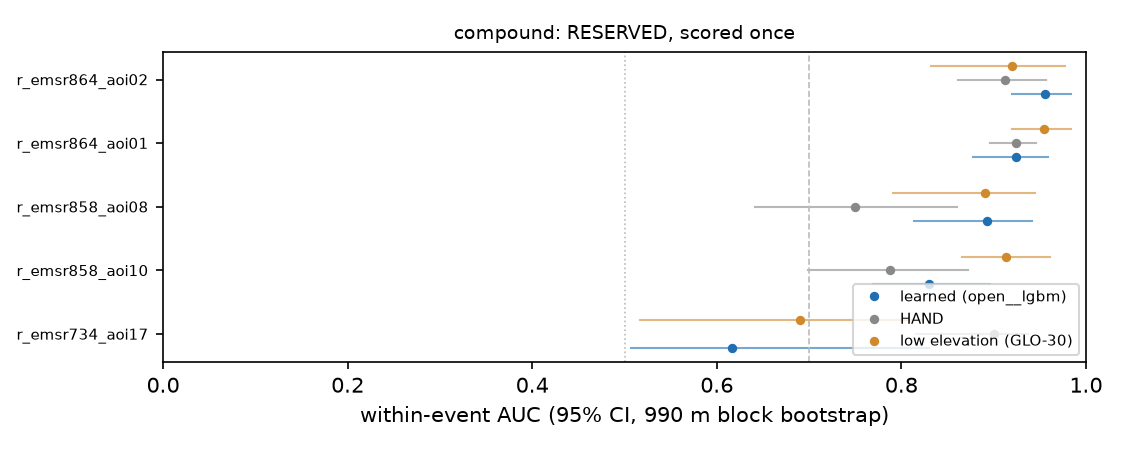 compound: RESERVED, scored once
r_emsr864_aoi02
r_emsr864_aoi01
r_emsr858_aoi08
r_emsr858_aoi10
r_emsr734_aoi17
learned (open__lgbm)
HAND
low elevation (GLO-30)
0.0 0.2 0.4 0.6 0.8 1.0
within-event AUC (95% CI, 990 m block bootstrap)